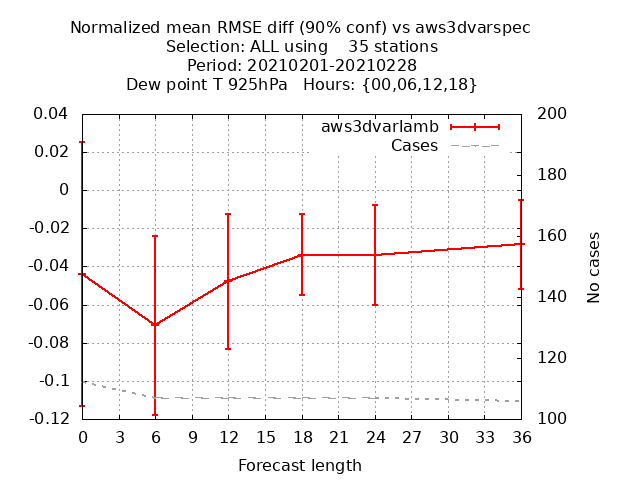 Normalized mean RMSE diff (90% conf) vs aws3dvarspec
Selection: ALL using    35 stations
Period: 20210201-20210228
Dew point T 925hPa   Hours: {00,06,12,18}
aws3dvarlamb
Cases
0.04
0.02
0
-0.02
-0.04
-0.06
-0.08
-0.1
-0.12
200
180
160
140
120
100
No cases
0 3 6 9 12 15 18 21 24 27 30 33 36
Forecast length